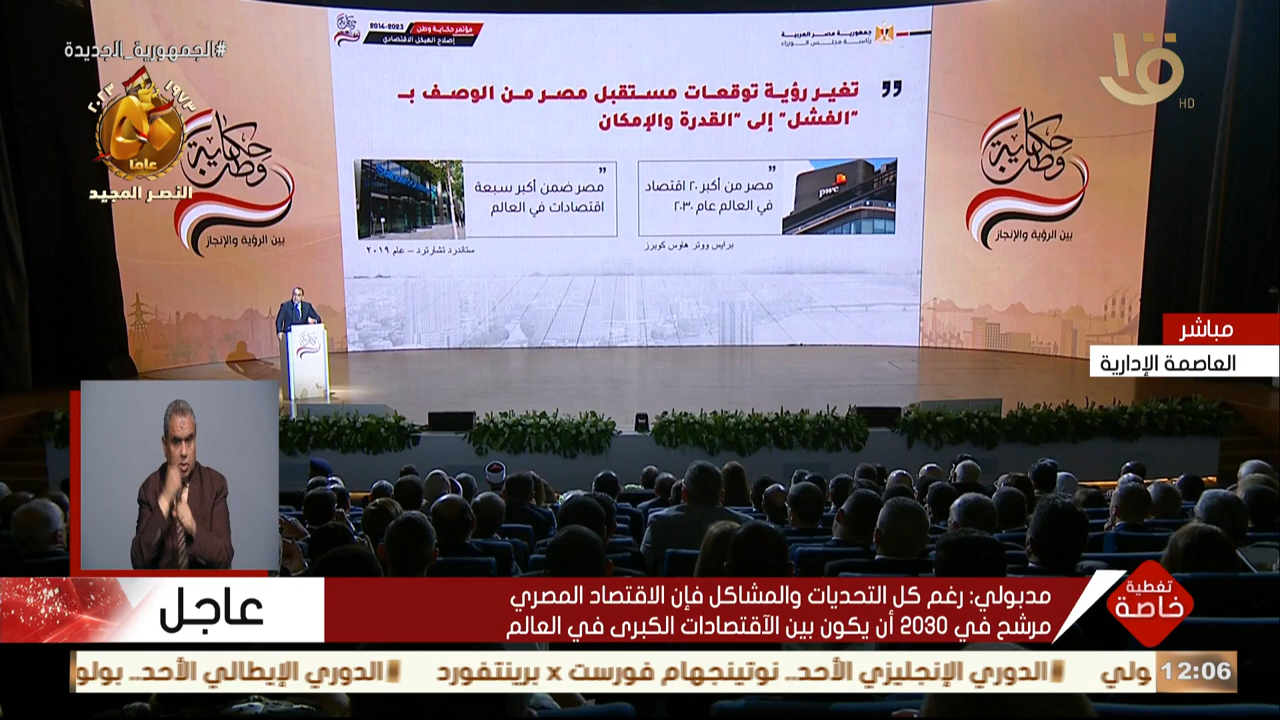 #الجمهورية_الجديدة
١٩٧٣
٢٠٢٣
٥٠
عاما
النصر المجيد
HD
جمهورية مصر العربية
رئاسة مجلس الوزراء
مؤتمر حكاية وطن 2014-2023
إصلاح الهيكل الاقتصادي
تغير رؤية توقعات مستقبل مصر من الوصف بـ
"الفشل" إلى "القدرة والإمكان
pwc
مصر من أكبر ٢٠ اقتصاد
في العالم عام ٢٠٣٠
برايس ووتر هاوس كوبرز
مصر ضمن أكبر سبعة
اقتصادات في العالم
ستاندرد تشارترد – عام ٢٠١٩
حكاية وطن
بين الرؤية والإنجاز
حكاية وطن
بين الرؤية والإنجاز
مباشر
العاصمة الإدارية
تغطية
خاصة
عاجل
مدبولي: رغم كل التحديات والمشاكل فإن الاقتصاد المصري
مرشح في 2030 أن يكون بين الآقتصادات الكبرى في العالم
12:06
ولي الدوري الإنجليزي الأحد.. نوتينجهام فورست x برينتفورد الدوري الإيطالي الأحد.. بولو